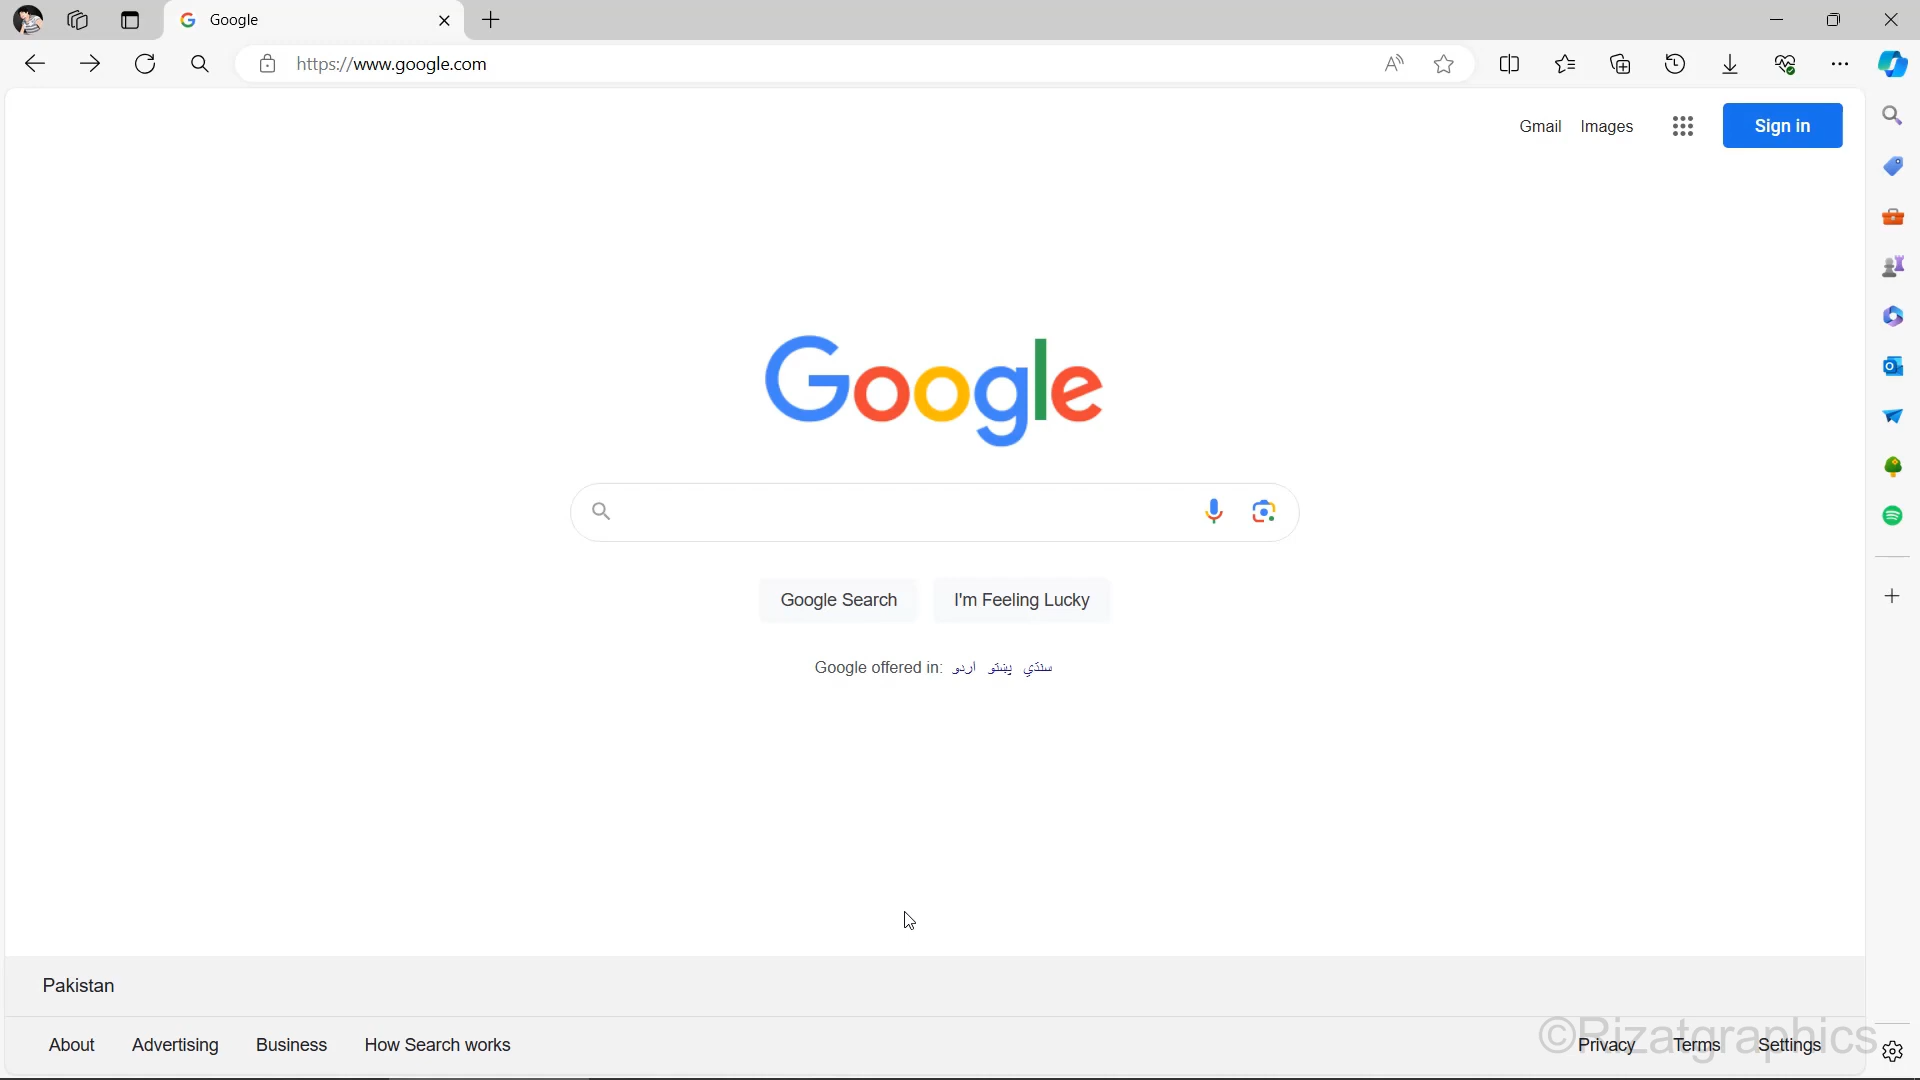 Google
https://www.google.com
Gmail Images Sign in
Google
Google Search I'm Feeling Lucky
Google offered in: اردو پښتو سنڌي
Pakistan
About Advertising Business How Search works Privacy Terms Settings
©Rizatgraphics